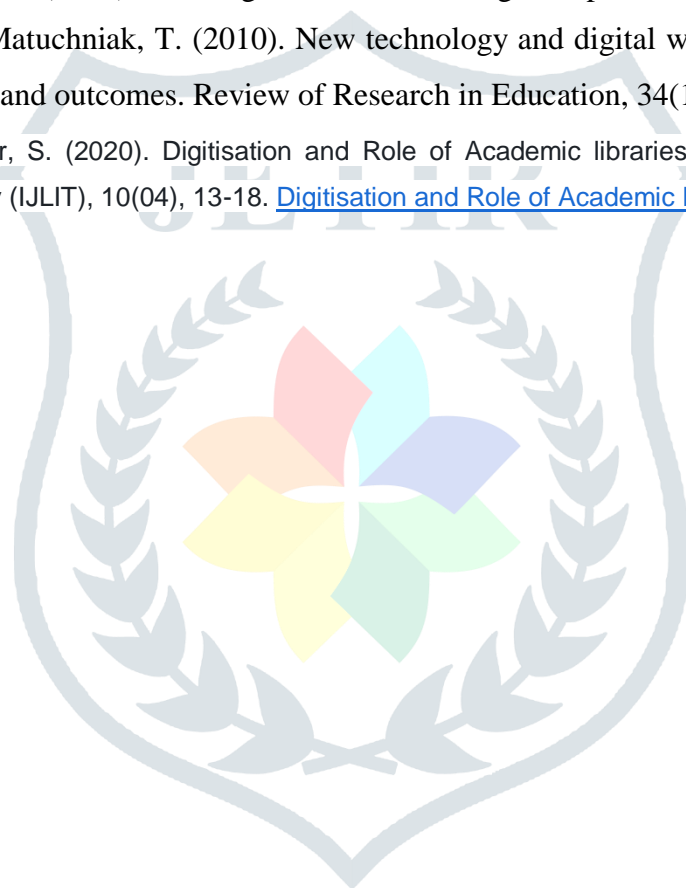 Matuchniak, T. (2010). New technology and digital w
and outcomes. Review of Research in Education, 34(1
r, S. (2020). Digitisation and Role of Academic libraries
(IJLIT), 10(04), 13-18. Digitisation and Role of Academic
JETIR